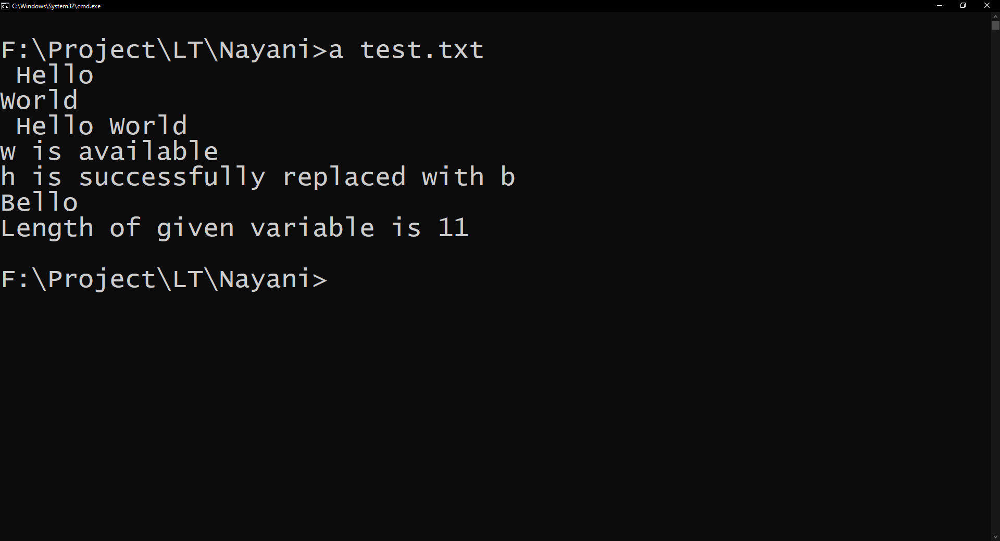 C:\Windows\System32\cmd.exe
F:\Project\LT\Nayani>a test.txt
 Hello
World
 Hello World
w is available
h is successfully replaced with b
Bello
Length of given variable is 11
F:\Project\LT\Nayani>